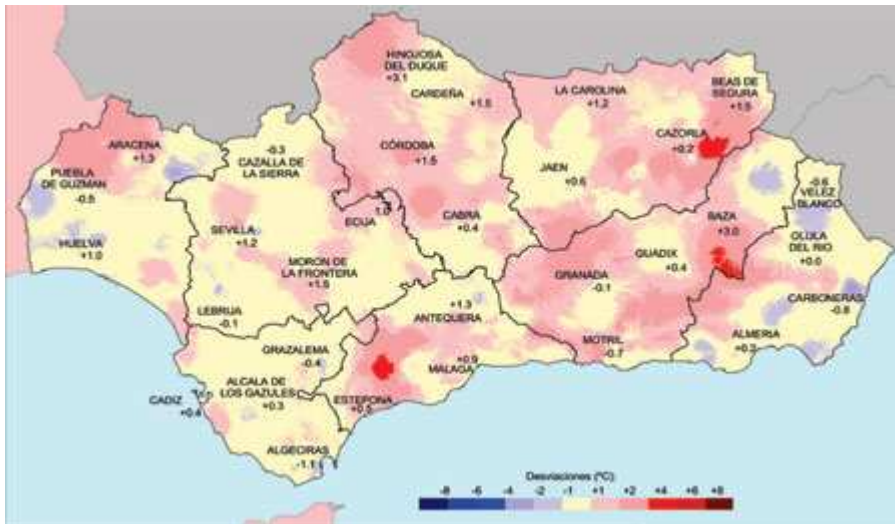 HINOJOSA
DEL DUQUE
+3.1
CARDEÑA
+1.5
LA CAROLINA
+1.2
BEAS DE
SEGURA
+1.5
ARACENA
+1.3
-0.3
CAZALLA DE
LA SIERRA
CÓRDOBA
+1.5
CAZORLA
+0.2
JAEN
+0.6
PUEBLA
DE GUZMAN
-0.5
-0.6
VELEZ
BLANCO
HUELVA
+1.0
SEVILLA
+1.2
ECIJA
1.0
CABRA
+0.4
BAZA
+3.0
OLULA
DEL RIO
+0.0
MORON DE
LA FRONTERA
+1.5
GRANADA
-0.1
GUADIX
+0.4
CARBONERAS
-0.8
LEBRIJA
-0.1
+1.3
ANTEQUERA
MOTRIL
-0.7
ALMERIA
+0.3
GRAZALEMA
-0.4
+0.9
MALAGA
ALCALA DE
LOS GAZULES
+0.3
CADIZ
+0.4
ESTEPONA
+0.5
ALGECIRAS
-1.1
Desviaciones (ºC)
-8 -6 -4 -2 -1 +1 +2 +4 +6 +8